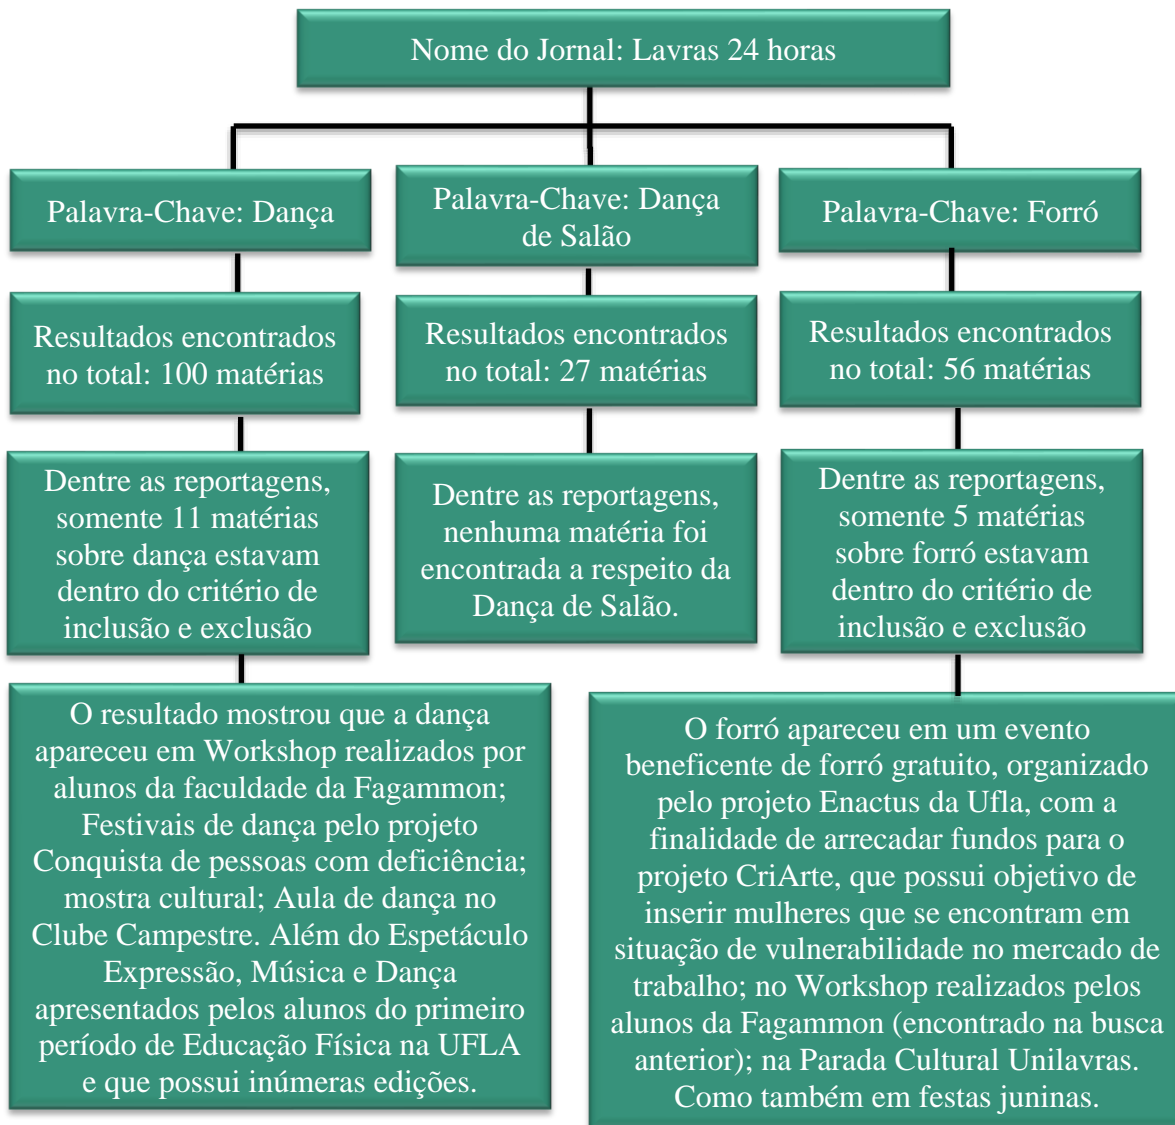 Nome do Jornal: Lavras 24 horas
Palavra-Chave: Dança
Palavra-Chave: Dança
de Salão
Palavra-Chave: Forró
Resultados encontrados
no total: 100 matérias
Resultados encontrados
no total: 27 matérias
Resultados encontrados
no total: 56 matérias
Dentre as reportagens,
somente 11 matérias
sobre dança estavam
dentro do critério de
inclusão e exclusão
Dentre as reportagens,
nenhuma matéria foi
encontrada a respeito da
Dança de Salão.
Dentre as reportagens,
somente 5 matérias
sobre forró estavam
dentro do critério de
inclusão e exclusão
O resultado mostrou que a dança
apareceu em Workshop realizados por
alunos da faculdade da Fagammon;
Festivais de dança pelo projeto
Conquista de pessoas com deficiência;
mostra cultural; Aula de dança no
Clube Campestre. Além do Espetáculo
Expressão, Música e Dança
apresentados pelos alunos do primeiro
período de Educação Física na UFLA
e que possui inúmeras edições.
O forró apareceu em um evento
beneficente de forró gratuito, organizado
pelo projeto Enactus da Ufla, com a
finalidade de arrecadar fundos para o
projeto CriArte, que possui objetivo de
inserir mulheres que se encontram em
situação de vulnerabilidade no mercado de
trabalho; no Workshop realizados pelos
alunos da Fagammon (encontrado na busca
anterior); na Parada Cultural Unilavras.
Como também em festas juninas.